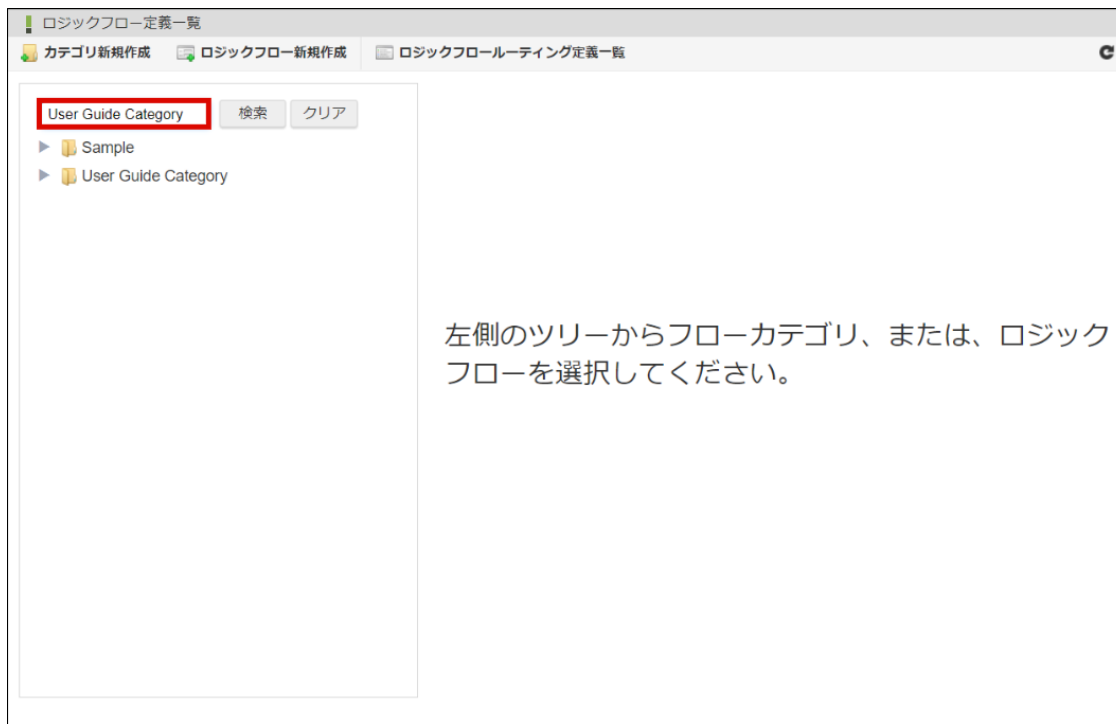 ロジックフロー定義一覧
カテゴリ新規作成 ロジックフロー新規作成 ロジックフロールーティング定義一覧
User Guide Category 検索 クリア
Sample
User Guide Category
左側のツリーからフローカテゴリ、または、ロジック
フローを選択してください。